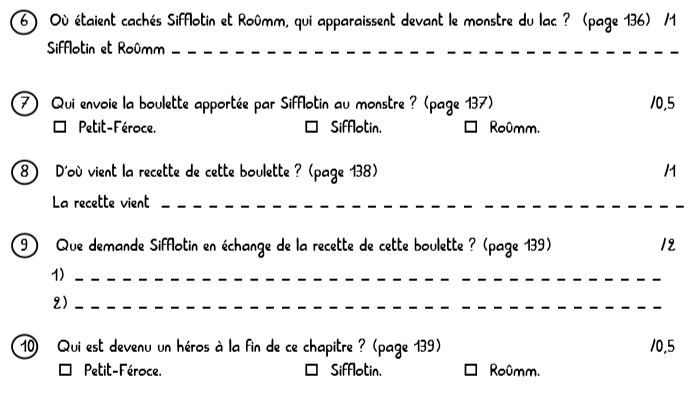 6 Où étaient cachés Sifflotin et Roûmm, qui apparaissent devant le monstre du lac ? (page 136) /1
Sifflotin et Roûmm _ _ _ _ _ _ _ _ _ _ _ _ _ _ _ _ _ _ _ _ _ _ _ _ _ _ _ _
7 Qui envoie la boulette apportée par Sifflotin au monstre ? (page 137) /0,5
☐ Petit-Féroce. ☐ Sifflotin. ☐ Roûmm.
8 D'où vient la recette de cette boulette ? (page 138) /1
La recette vient _ _ _ _ _ _ _ _ _ _ _ _ _ _ _ _ _ _ _ _ _ _ _ _ _ _ _ _ _
9 Que demande Sifflotin en échange de la recette de cette boulette ? (page 139) /2
1) _ _ _ _ _ _ _ _ _ _ _ _ _ _ _ _ _ _ _ _ _ _ _ _ _ _ _ _ _ _ _ _
2) _ _ _ _ _ _ _ _ _ _ _ _ _ _ _ _ _ _ _ _ _ _ _ _ _ _ _ _ _ _ _ _
10 Qui est devenu un héros à la fin de ce chapitre ? (page 139) /0,5
☐ Petit-Féroce. ☐ Sifflotin. ☐ Roûmm.